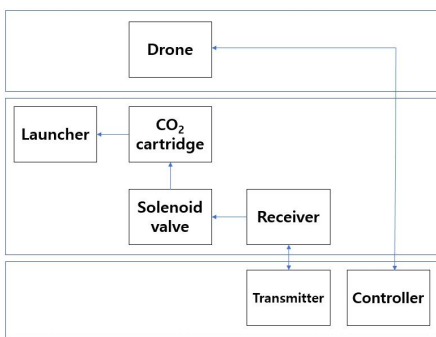 Drone
Launcher
CO₂
cartridge
Solenoid
valve
Receiver
Transmitter
Controller